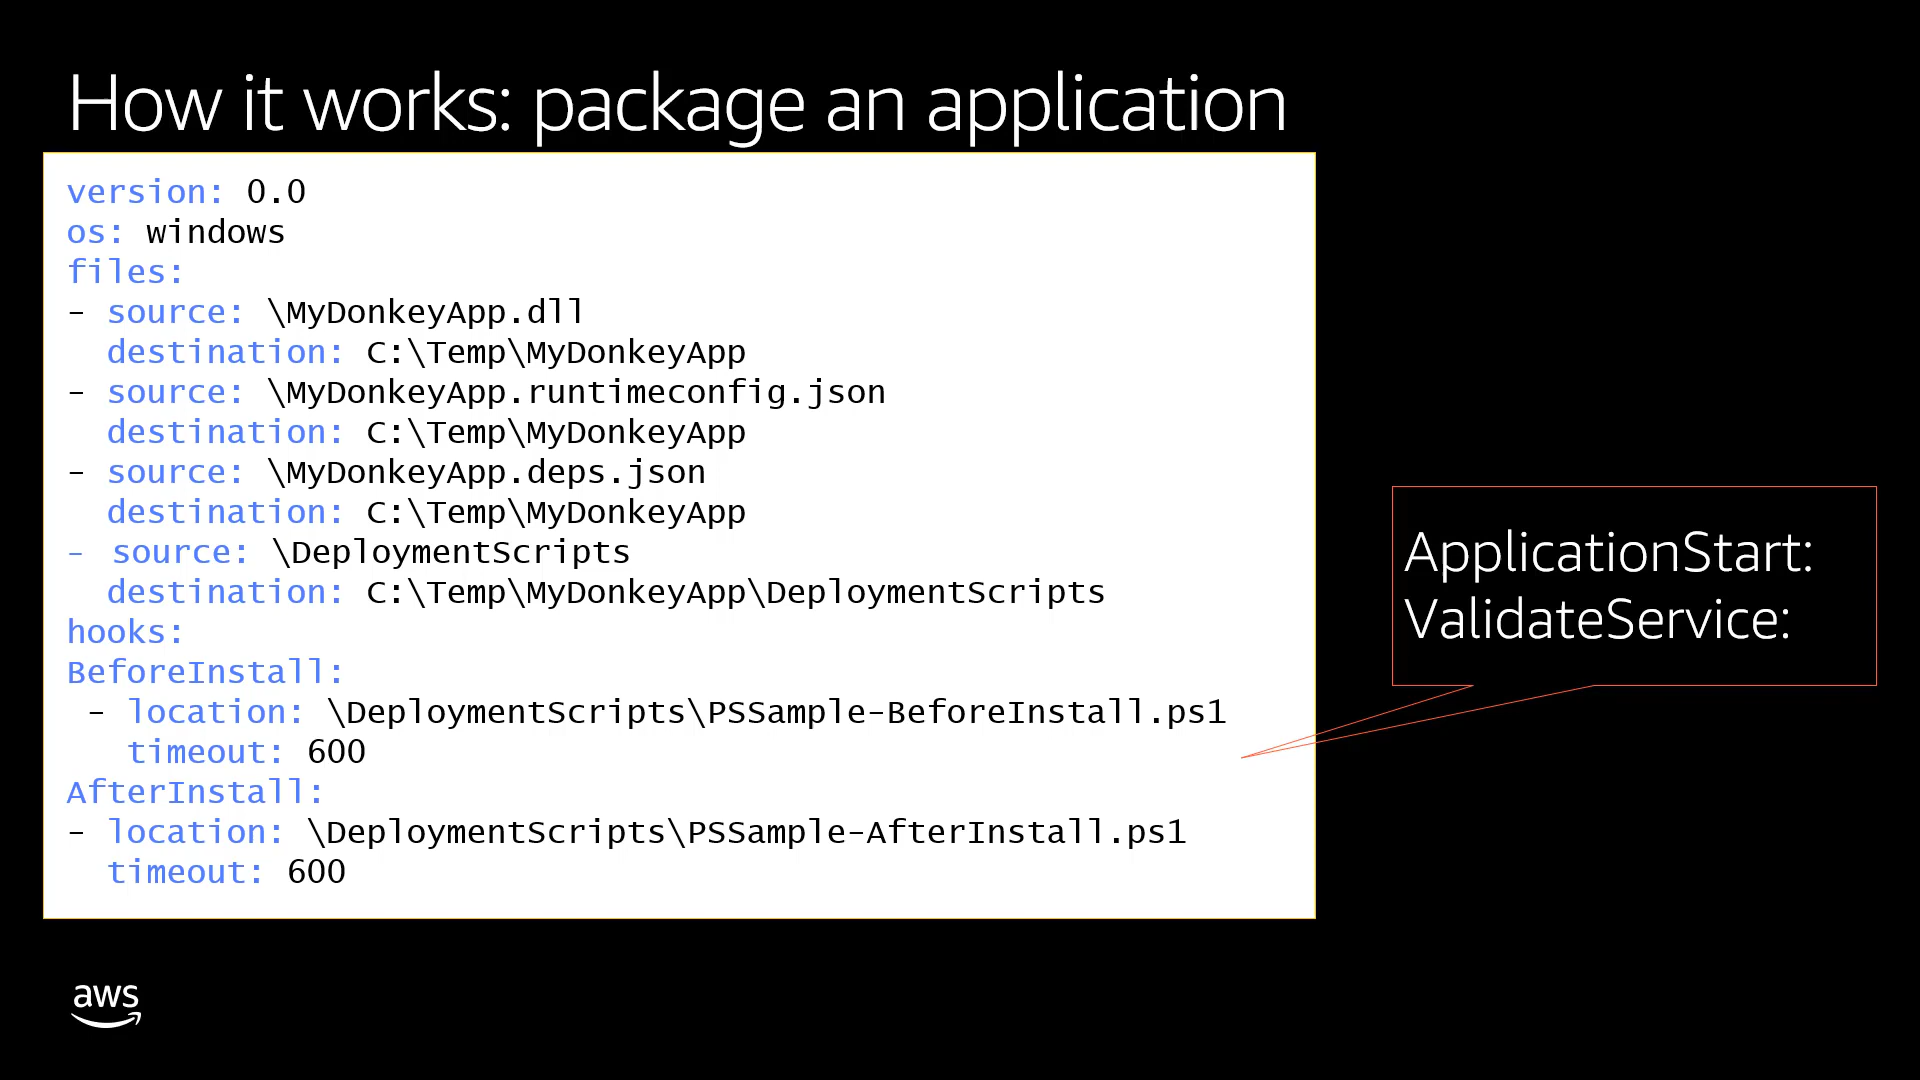 How it works: package an application
version: 0.0
os: windows
files:
- source: \MyDonkeyApp.dll
  destination: C:\Temp\MyDonkeyApp
- source: \MyDonkeyApp.runtimeconfig.json
  destination: C:\Temp\MyDonkeyApp
- source: \MyDonkeyApp.deps.json
  destination: C:\Temp\MyDonkeyApp
- source: \DeploymentScripts
  destination: C:\Temp\MyDonkeyApp\DeploymentScripts
hooks:
BeforeInstall:
 - location: \DeploymentScripts\PSSample-BeforeInstall.ps1
   timeout: 600
AfterInstall:
- location: \DeploymentScripts\PSSample-AfterInstall.ps1
  timeout: 600
ApplicationStart:
ValidateService:
aws